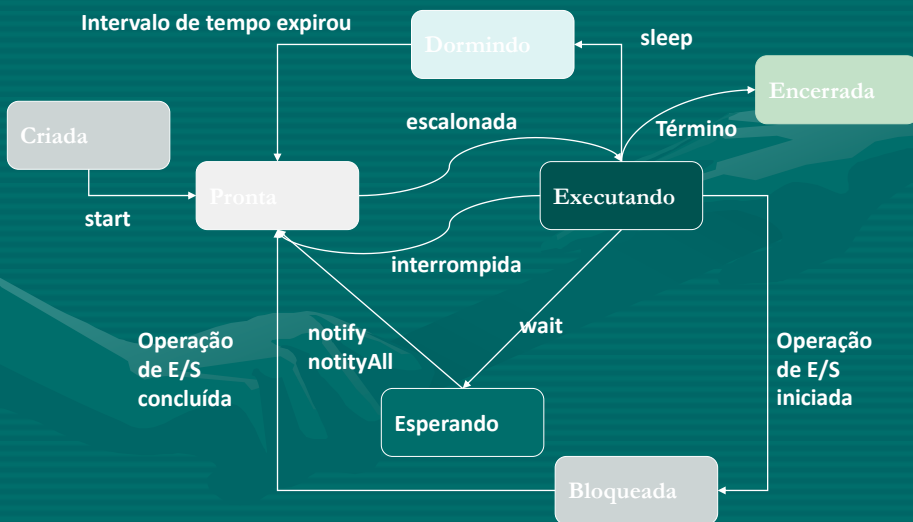 Intervalo de tempo expirou
Dormindo
sleep
Encerrada
Criada
escalonada
Término
Pronta
Executando
start
interrompida
Operação
de E/S
concluída
notify
notityAll
wait
Operação
de E/S
iniciada
Esperando
Bloqueada